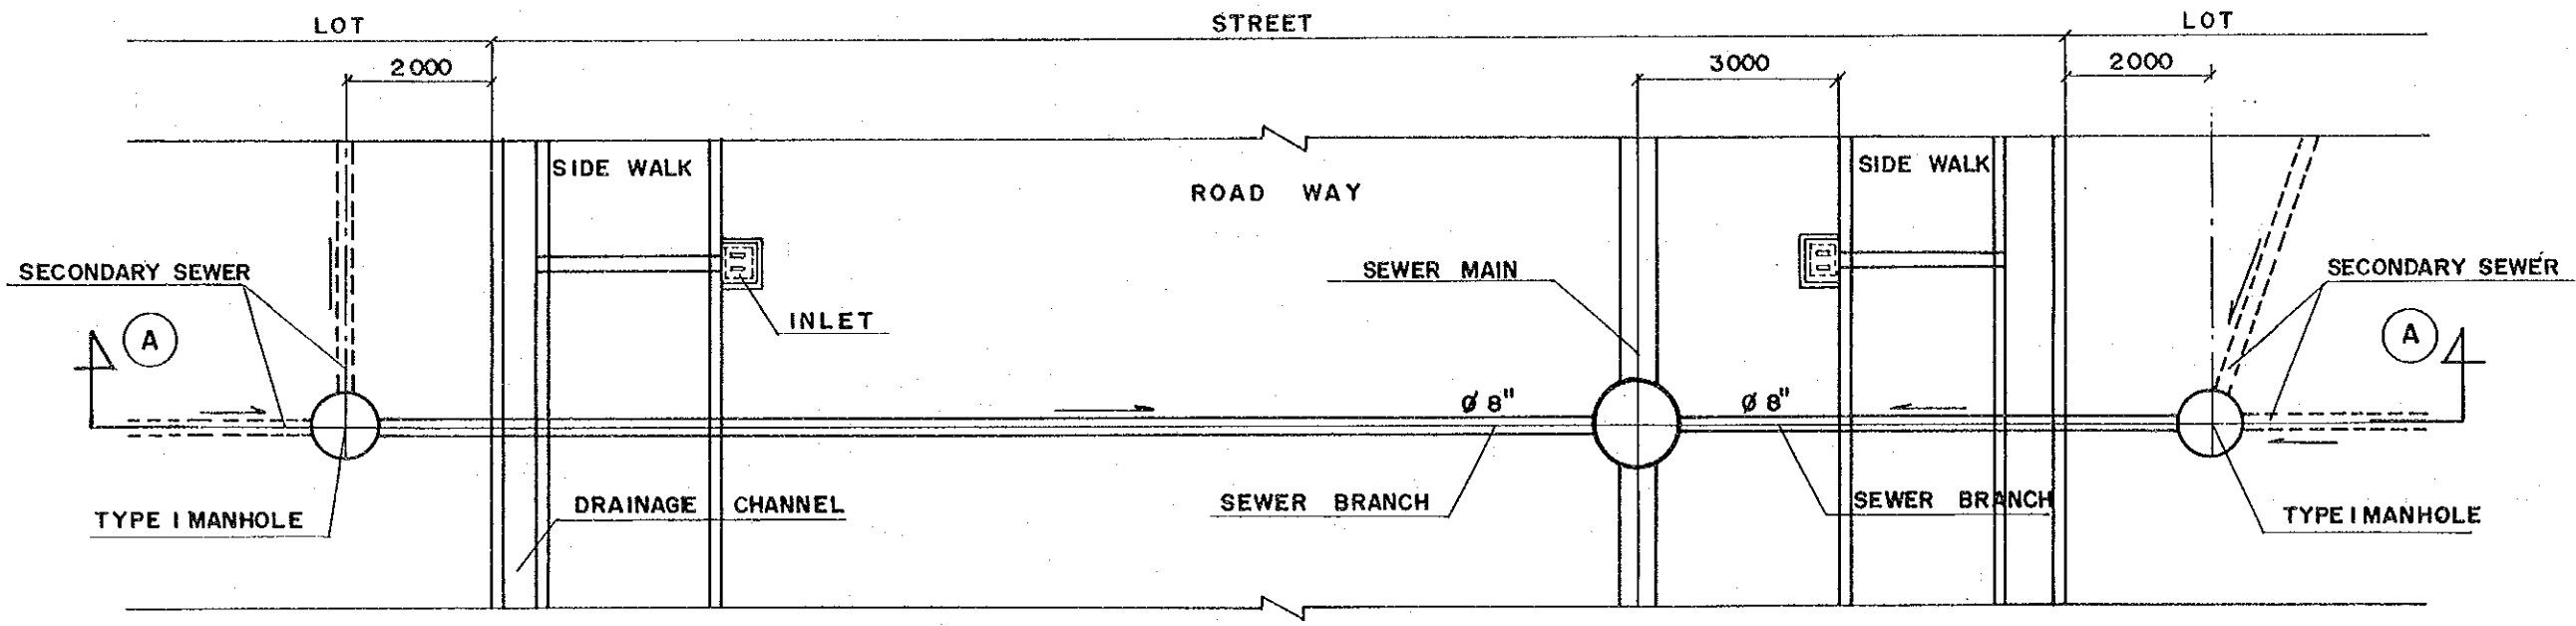 LOT
STREET
LOT
2000
3000
2000
SIDE WALK
SIDE WALK
ROAD WAY
SECONDARY SEWER
SEWER MAIN
SECONDARY SEWER
INLET
A
A
Ø 8"
Ø 8"
DRAINAGE CHANNEL
SEWER BRANCH
SEWER BRANCH
TYPE I MANHOLE
TYPE I MANHOLE